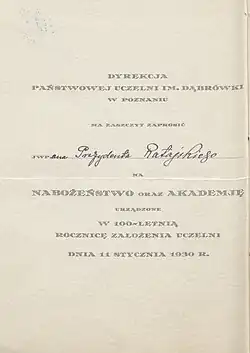 DYREKCJA
PAŃSTWOWEJ UCZELNI IM. DĄBRÓWKI
W POZNANIU
MA ZASZCZYT ZAPROSIĆ
JWPana Prezydenta Ratajskiego
NA
NABOŻEŃSTWO ORAZ AKADEMJĘ
URZĄDZONE
W 100-LETNIĄ
ROCZNICĘ ZAŁOŻENIA UCZELNI
DNIA 11 STYCZNIA 1930 R.